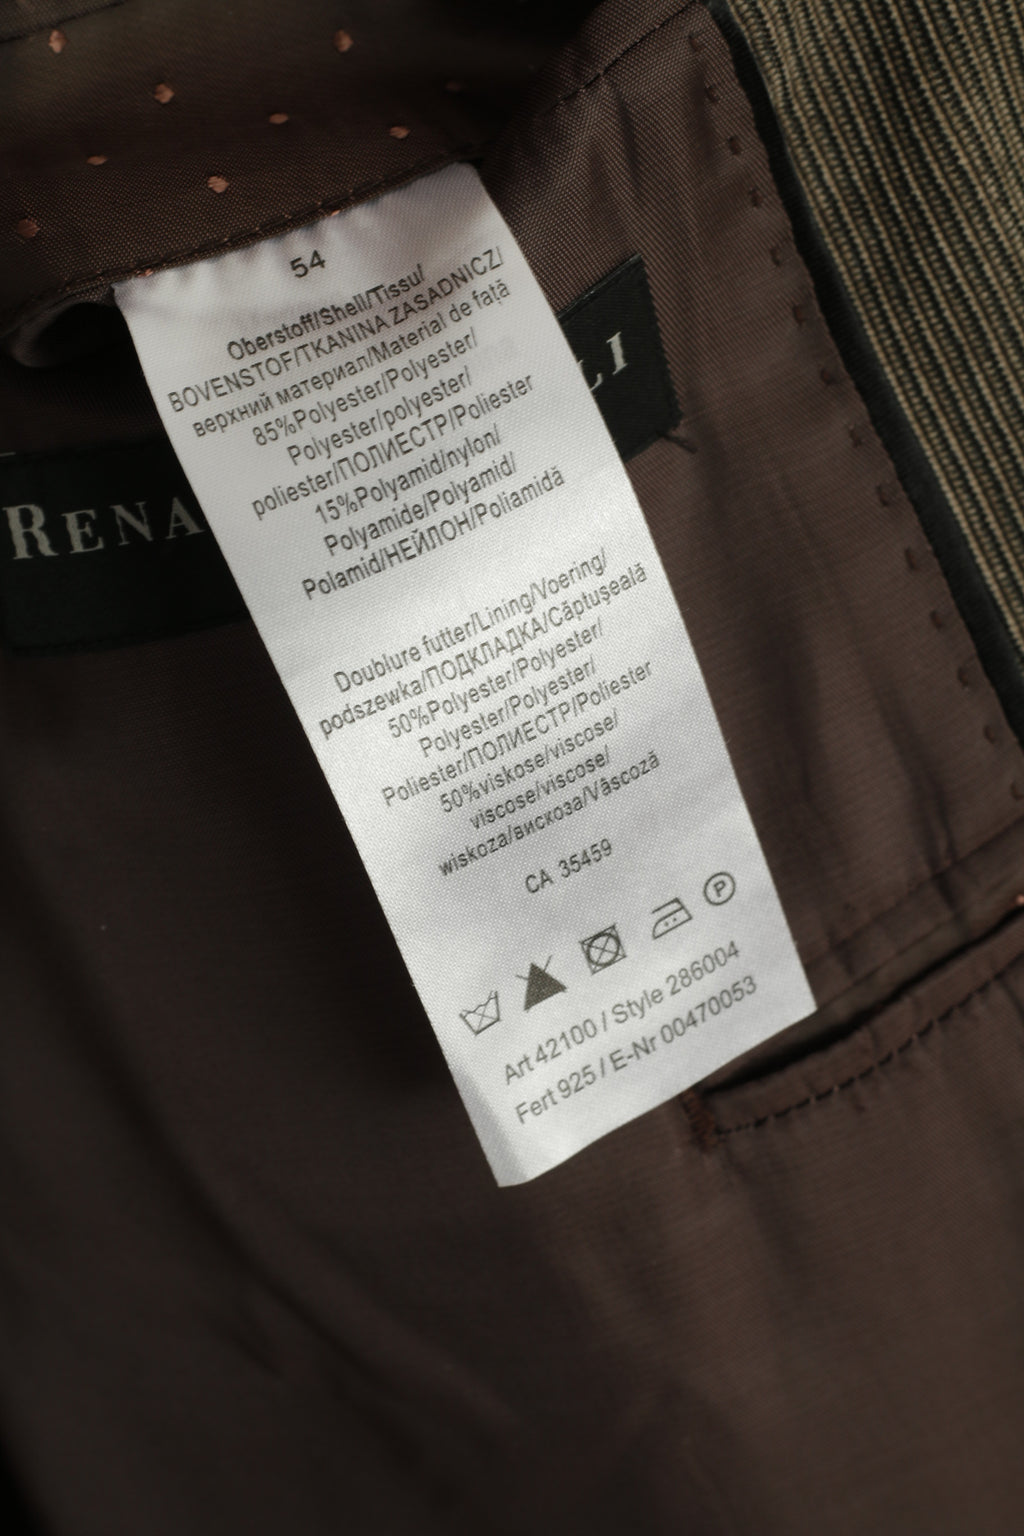 54
Oberstoff/Shell/Tissu/
BOVENSTOF/TKANINA ZASADNICZ/
верхний материал/Material de faţă
85%Polyester/Polyester/
Polyester/polyester/
poliester/ПОЛИЕСТР/Poliester
15%Polyamid/nylon/
Polyamide/Polyamid/
Polamid/НЕЙЛОН/Poliamidă
Doublure futter/Lining/Voering/
podszewka/ПОДКЛАДКА/Căptuşeală
50%Polyester/Polyester/
Polyester/Polyester/
Poliester/ПОЛИЕСТР/Poliester
50%viskose/viscose/
viscose/viscose/
wiskoza/вискоза/Vâscoză
CA 35459
P
Art 42100 / Style 286004
Fert 925 / E-Nr 00470053
RENA
LI